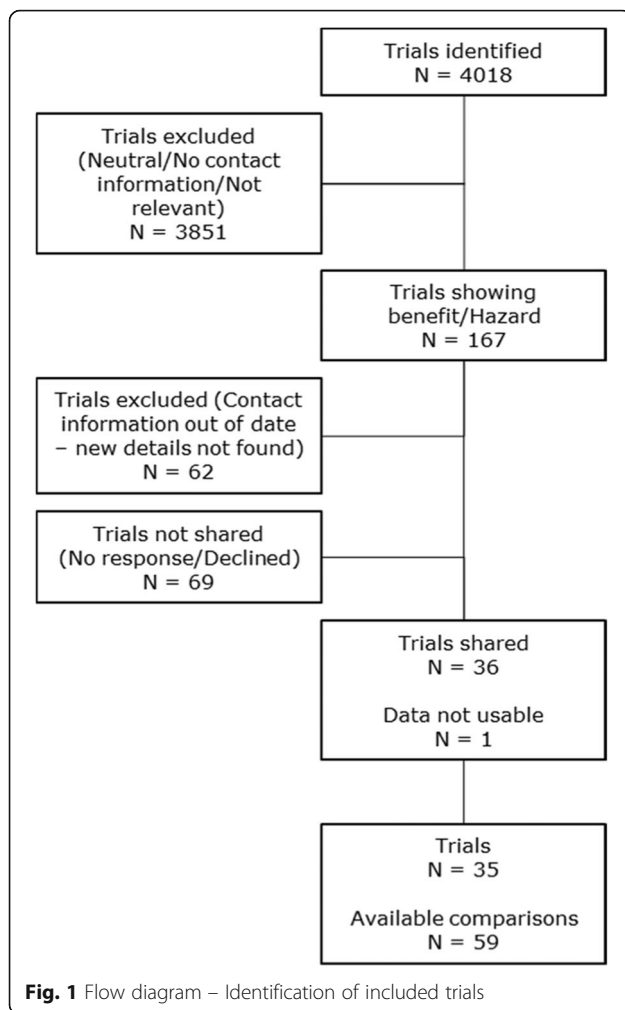 Trials identified
N = 4018
Trials excluded
(Neutral/No contact
information/Not
relevant)
N = 3851
Trials showing
benefit/Hazard
N = 167
Trials excluded (Contact
information out of date
– new details not found)
N = 62
Trials not shared
(No response/Declined)
N = 69
Trials shared
N = 36
Data not usable
N = 1
Trials
N = 35
Available comparisons
N = 59
Fig. 1 Flow diagram – Identification of included trials